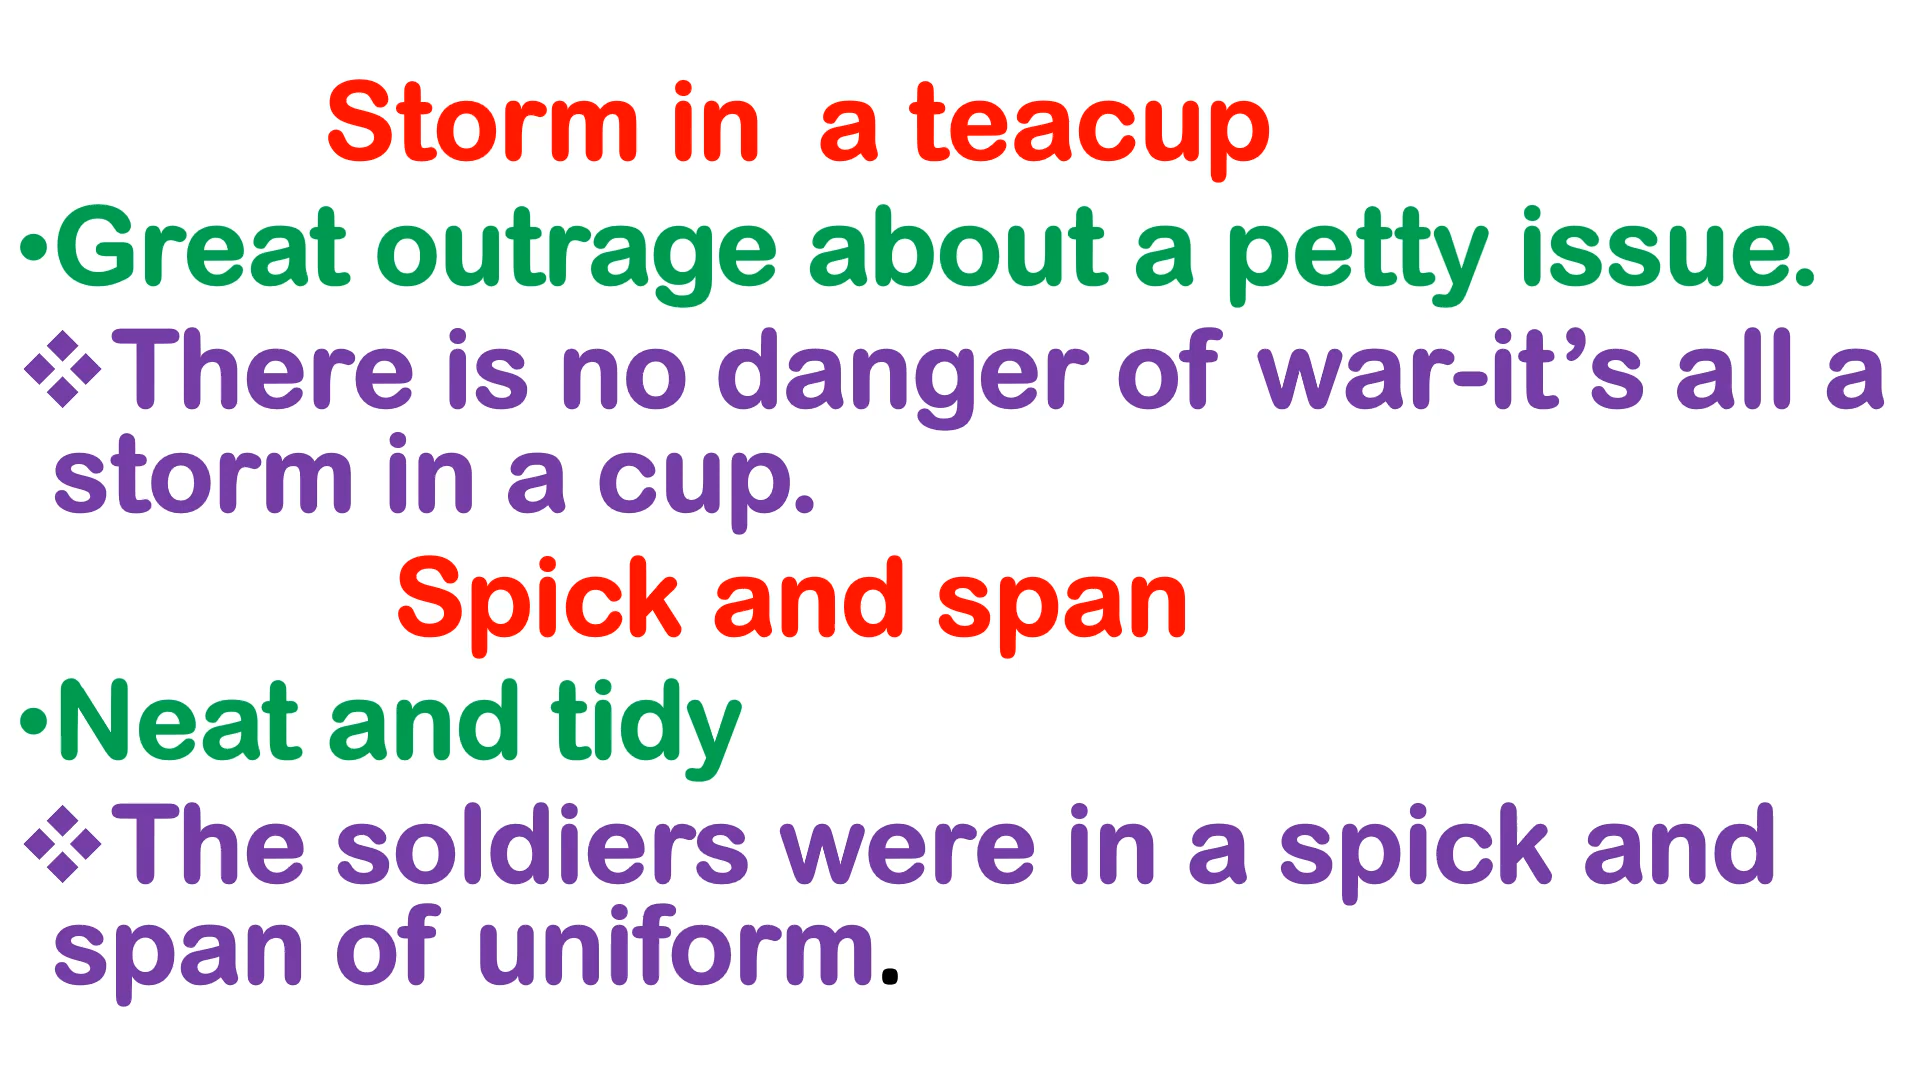 Storm in  a teacup
•Great outrage about a petty issue.
❖There is no danger of war-it’s all a
storm in a cup.
Spick and span
•Neat and tidy
❖The soldiers were in a spick and
span of uniform.